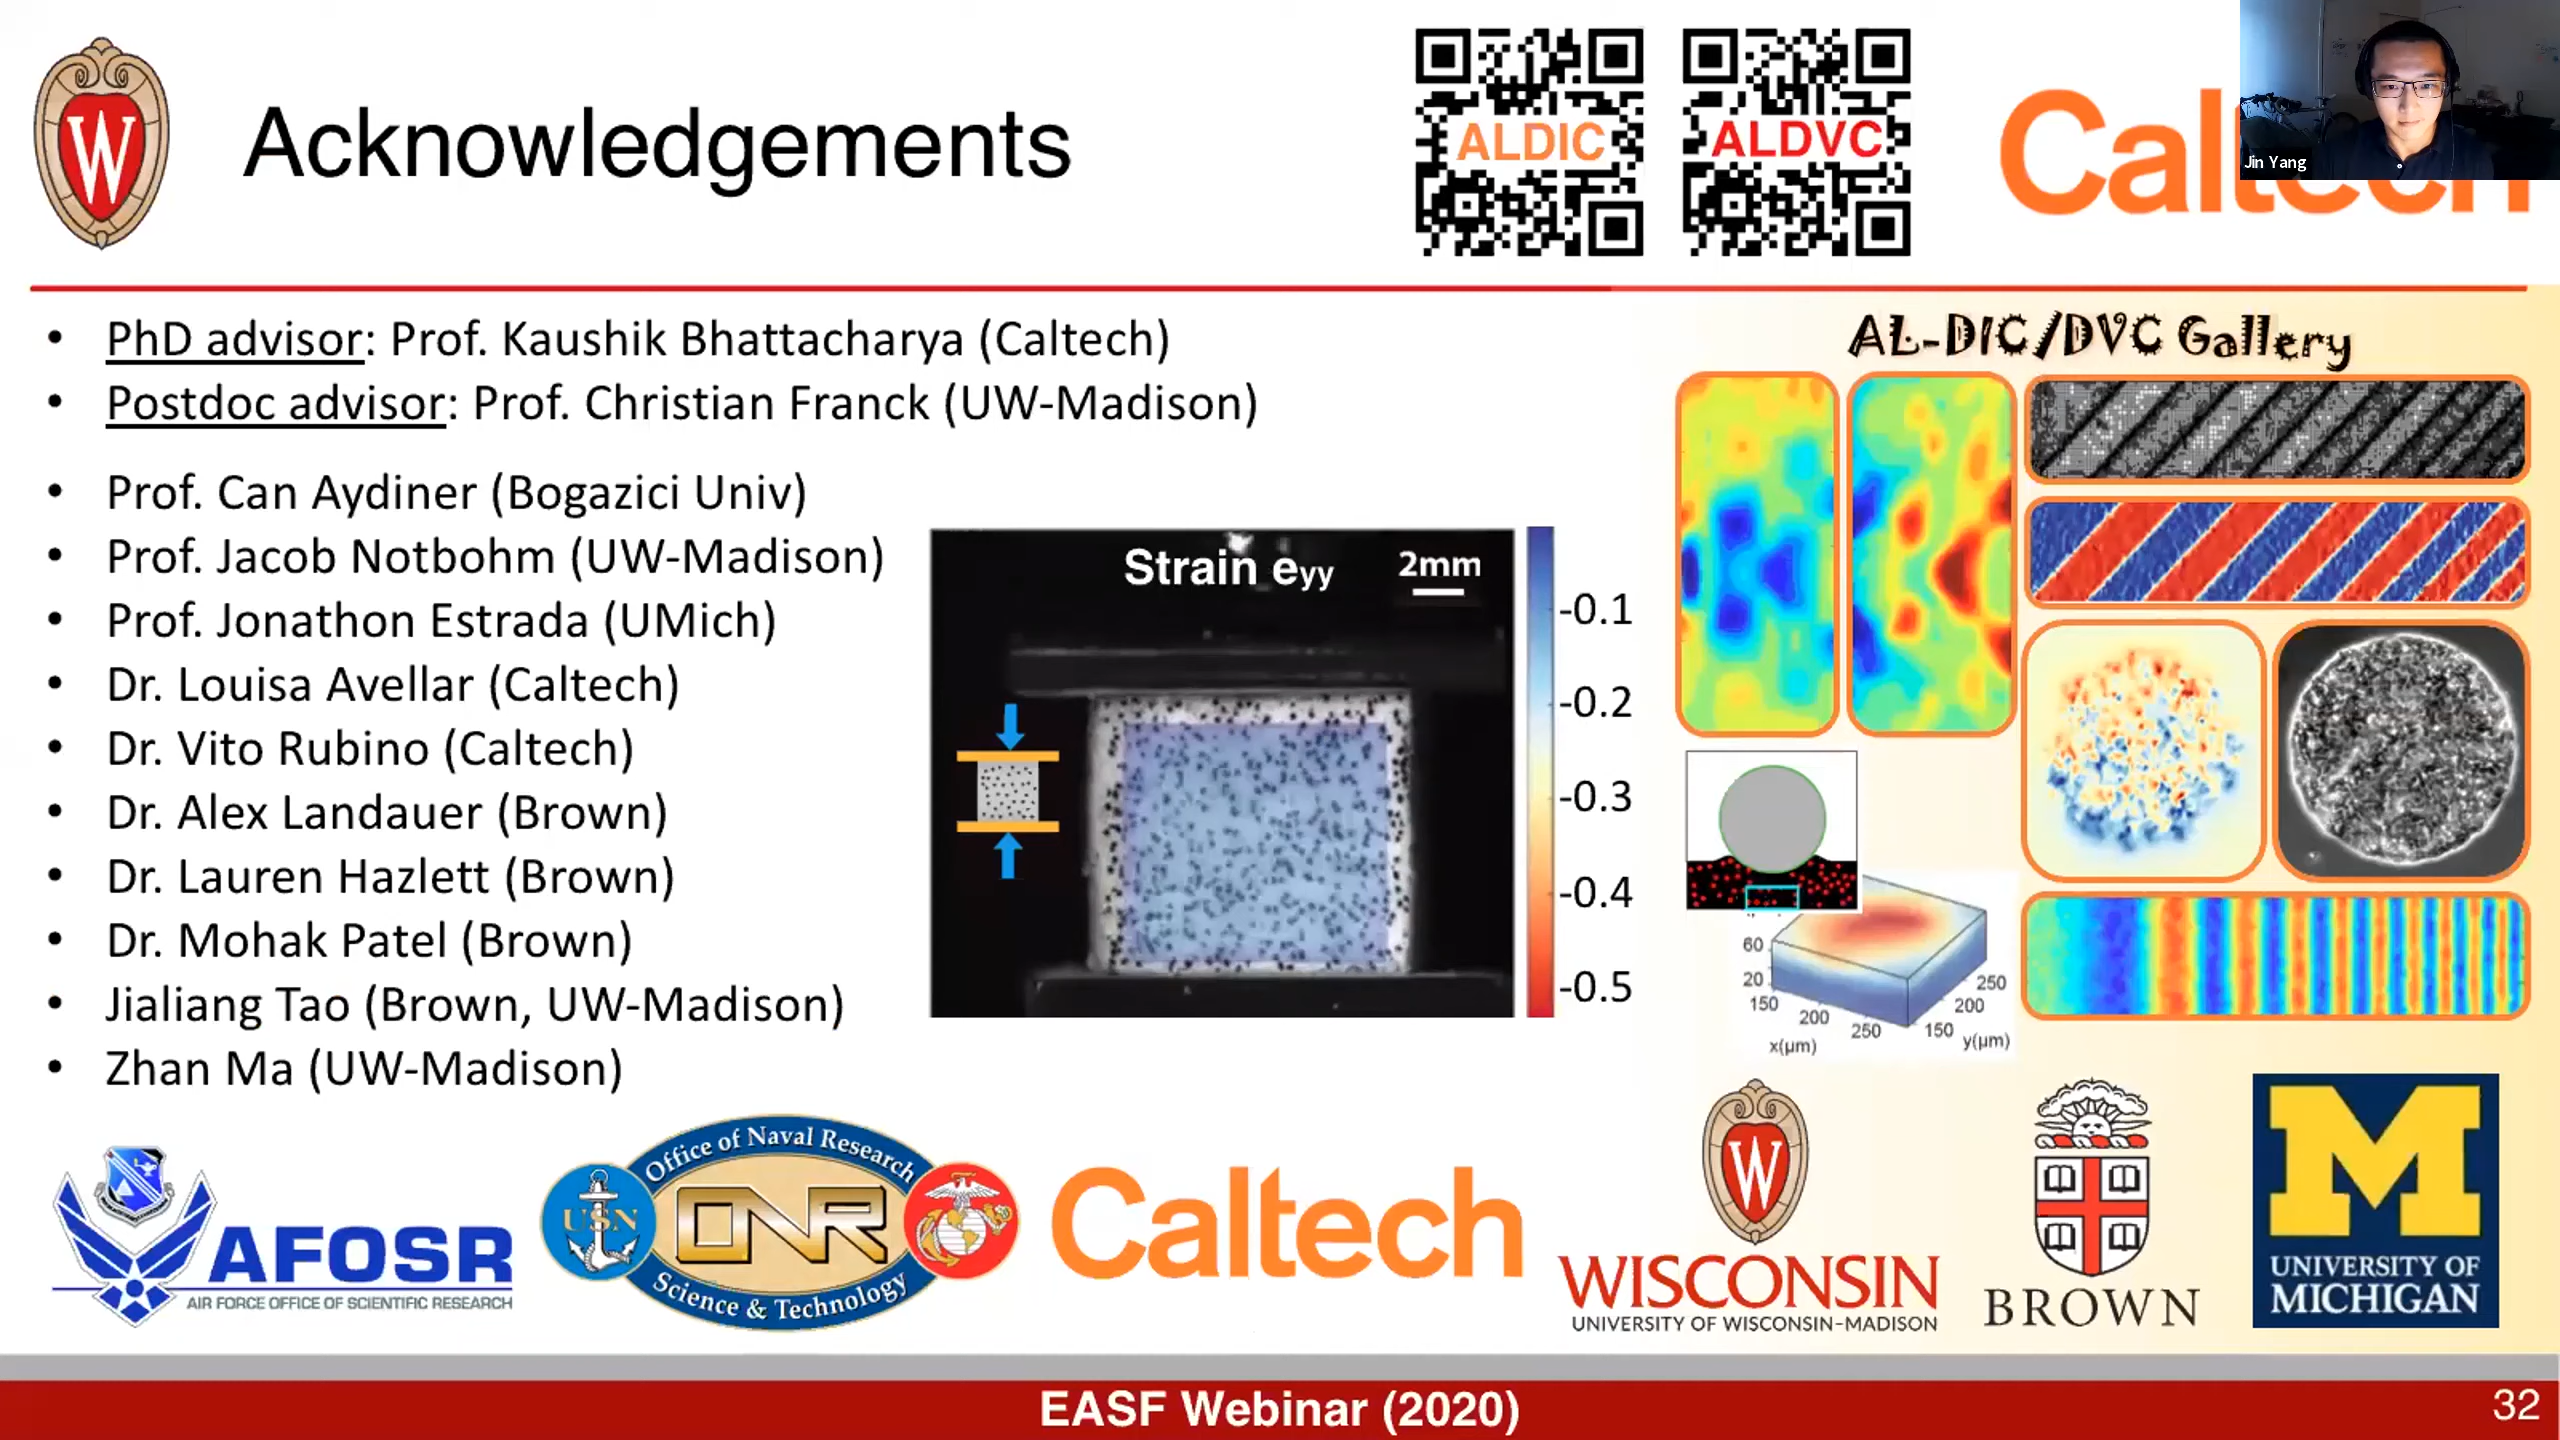 Acknowledgements
W
ALDIC
ALDVC
Caltech
Jin Yang
• PhD advisor: Prof. Kaushik Bhattacharya (Caltech)
• Postdoc advisor: Prof. Christian Franck (UW-Madison)
• Prof. Can Aydiner (Bogazici Univ)
• Prof. Jacob Notbohm (UW-Madison)
• Prof. Jonathon Estrada (UMich)
• Dr. Louisa Avellar (Caltech)
• Dr. Vito Rubino (Caltech)
• Dr. Alex Landauer (Brown)
• Dr. Lauren Hazlett (Brown)
• Dr. Mohak Patel (Brown)
• Jialiang Tao (Brown, UW-Madison)
• Zhan Ma (UW-Madison)
Strain eyy
2mm
-0.1
-0.2
-0.3
-0.4
-0.5
AL-DIC/DVC Gallery
60
20
150
200
250
x(μm)
150
200
250
y(μm)
AFOSR
AIR FORCE OFFICE OF SCIENTIFIC RESEARCH
Office of Naval Research
USN
ONR
Science & Technology
Caltech
W
WISCONSIN
UNIVERSITY OF WISCONSIN-MADISON
BROWN
M
UNIVERSITY OF
MICHIGAN
EASF Webinar (2020)
32